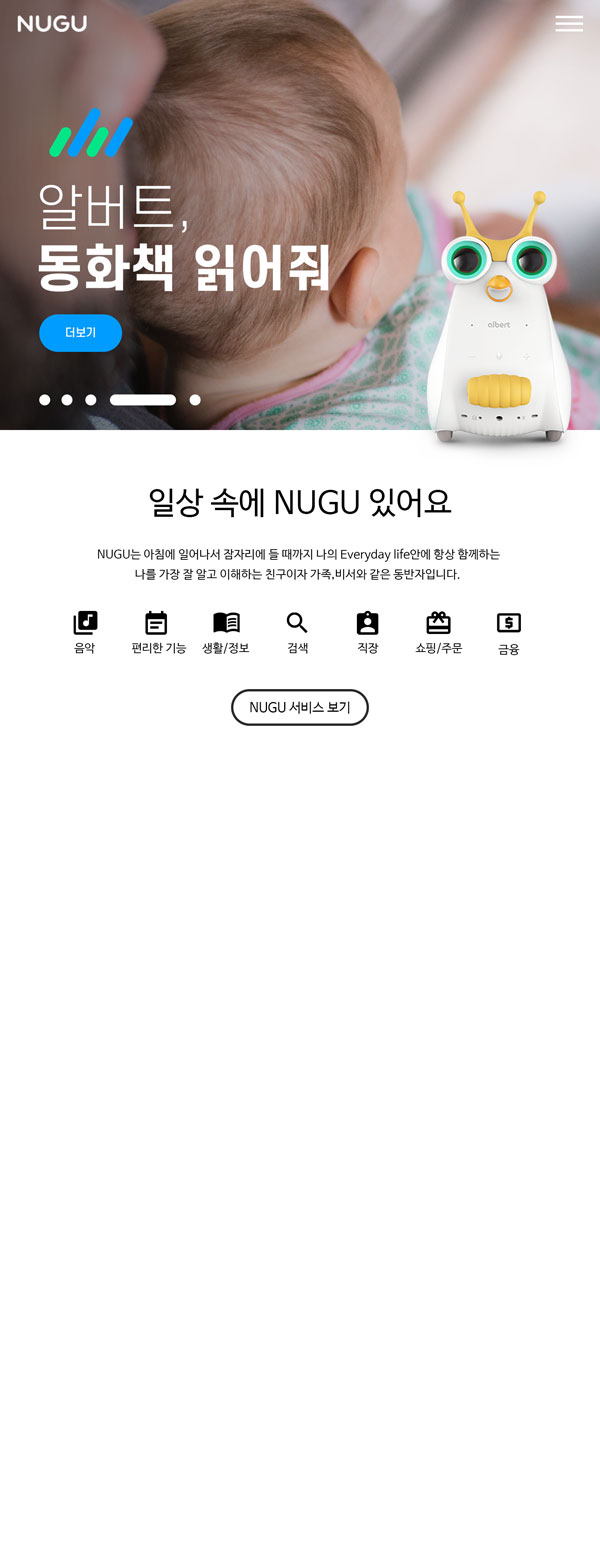 NUGU
알버트,
동화책 읽어줘
더보기
albert
일상 속에 NUGU 있어요
NUGU는 아침에 일어나서 잠자리에 들 때까지 나의 Everyday life안에 항상 함께하는
나를 가장 잘 알고 이해하는 친구이자 가족,비서와 같은 동반자입니다.
음악 편리한 기능 생활/정보 검색 직장 쇼핑/주문 금융
NUGU 서비스 보기